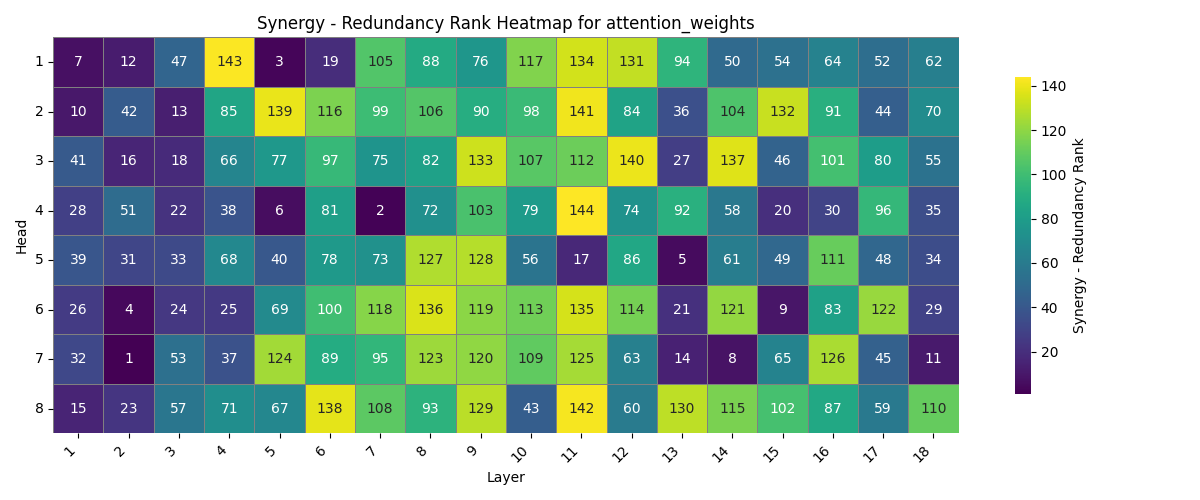 Synergy - Redundancy Rank Heatmap for attention_weights
Head
1 7 12 47 143 3 19 105 88 76 117 134 131 94 50 54 64 52 62
2 10 42 13 85 139 116 99 106 90 98 141 84 36 104 132 91 44 70
3 41 16 18 66 77 97 75 82 133 107 112 140 27 137 46 101 80 55
4 28 51 22 38 6 81 2 72 103 79 144 74 92 58 20 30 96 35
5 39 31 33 68 40 78 73 127 128 56 17 86 5 61 49 111 48 34
6 26 4 24 25 69 100 118 136 119 113 135 114 21 121 9 83 122 29
7 32 1 53 37 124 89 95 123 120 109 125 63 14 8 65 126 45 11
8 15 23 57 71 67 138 108 93 129 43 142 60 130 115 102 87 59 110
1 2 3 4 5 6 7 8 9 10 11 12 13 14 15 16 17 18
Layer
140
120
100
80
60
40
20
Synergy - Redundancy Rank